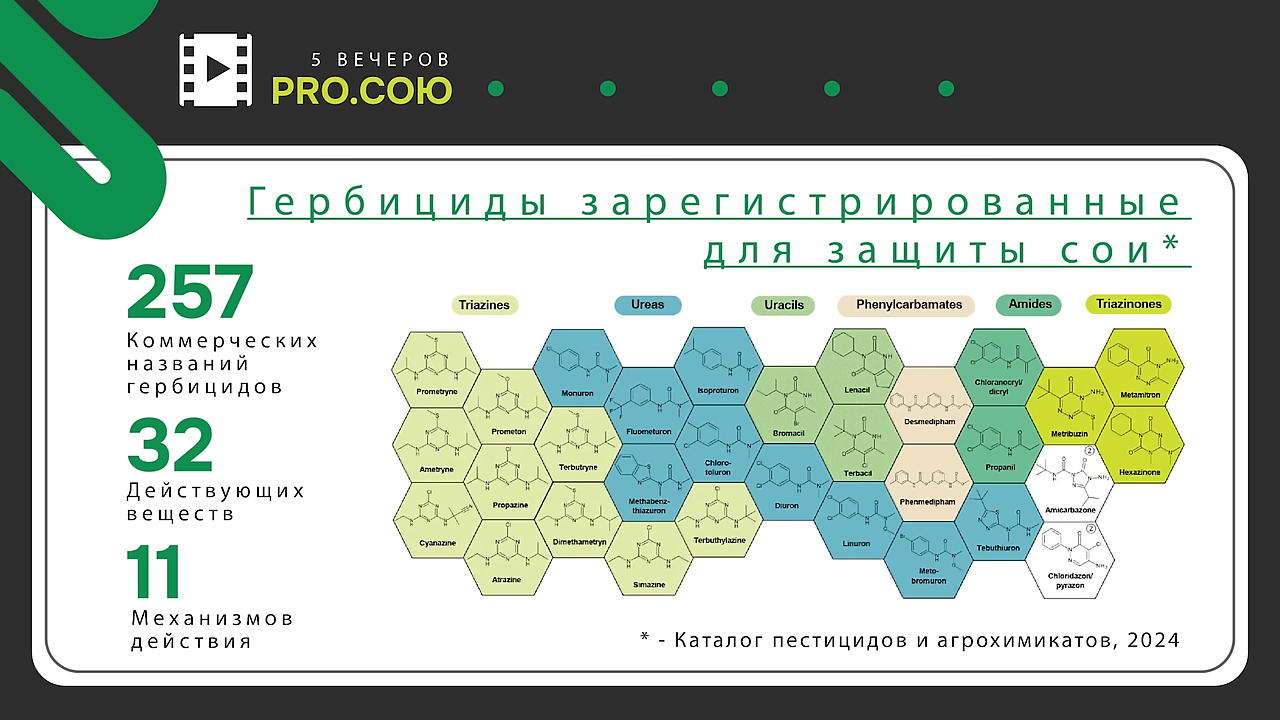 5 ВЕЧЕРОВ
PRO.СОЮ
Гербициды зарегистрированные
для защиты сои*
257
Коммерческих
названий
гербицидов
32
Действующих
веществ
11
Механизмов
действия
Triazines
Ureas
Uracils
Phenylcarbamates
Amides
Triazinones
Prometryne
Monuron
Isoproturon
Lenacil
Chloranocryl/
dicryl
Metamitron
Prometon
Fluometuron
Bromacil
Desmedipham
Metribuzin
Ametryne
Terbutryne
Chloro-
toluron
Terbacil
Propanil
Hexazinone
Propazine
Methabenz-
thiazuron
Diuron
Phenmedipham
Amicarbazone
Cyanazine
Dimethametryn
Terbuthylazine
Linuron
Tebuthiuron
Atrazine
Simazine
Meto-
bromuron
Chloridazon/
pyrazon
* - Каталог пестицидов и агрохимикатов, 2024